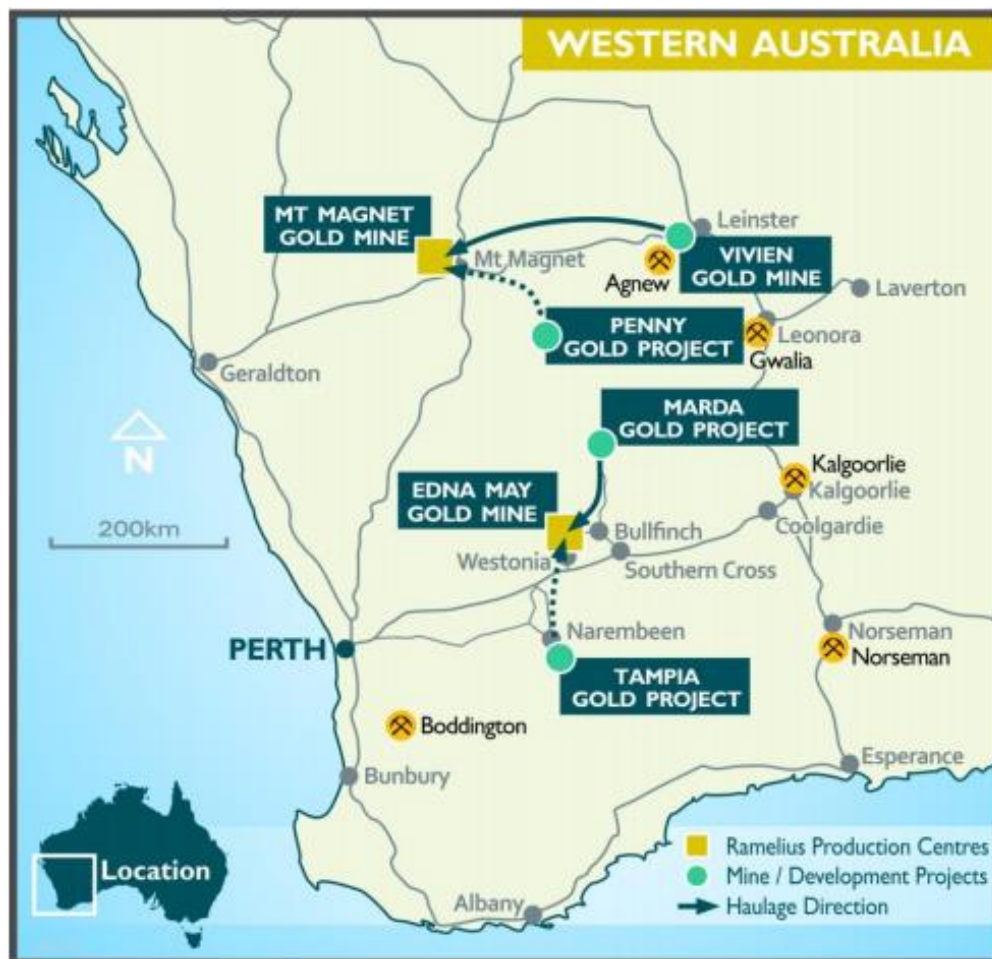 WESTERN AUSTRALIA
MT MAGNET
GOLD MINE
Leinster
Mt Magnet
VIVIEN
GOLD MINE
Agnew
Laverton
PENNY
GOLD PROJECT
Leonora
Gwalia
Geraldton
MARDA
GOLD PROJECT
N
Kalgoorlie
Kalgoorlie
EDNA MAY
GOLD MINE
Coolgardie
200km
Bullfinch
Westonia
Southern Cross
PERTH
Narembeen
Norseman
Norseman
TAMPIA
GOLD PROJECT
Boddington
Esperance
Bunbury
Location
Ramelius Production Centres
Mine / Development Projects
Haulage Direction
Albany